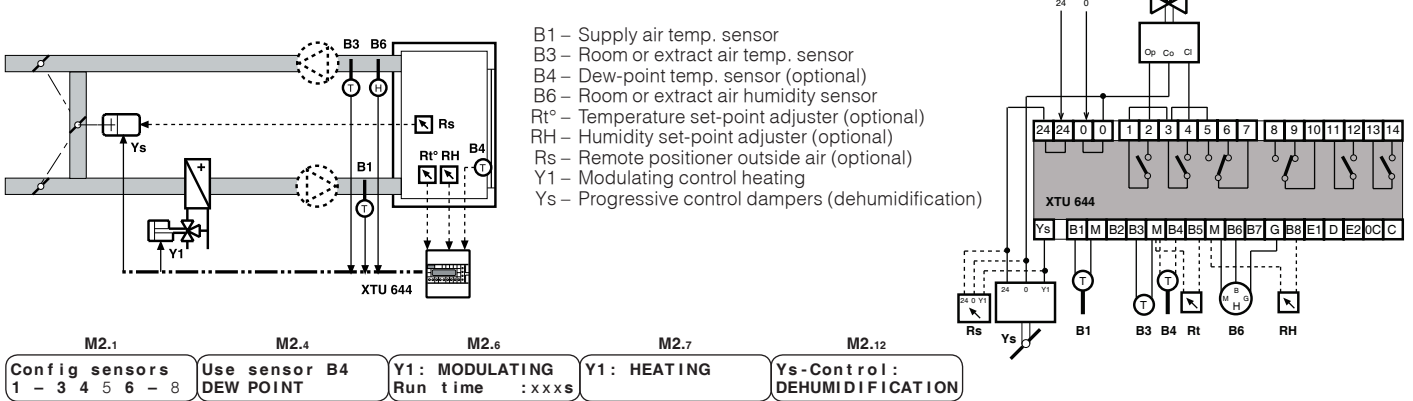 B3 B6
T H
Rs
Ys
Rt° RH B4
T
B1
T
+
Y1
XTU 644
B1 – Supply air temp. sensor
B3 – Room or extract air temp. sensor
B4 – Dew-point temp. sensor (optional)
B6 – Room or extract air humidity sensor
Rt° – Temperature set-point adjuster (optional)
RH – Humidity set-point adjuster (optional)
Rs – Remote positioner outside air (optional)
Y1 – Modulating control heating
Ys – Progressive control dampers (dehumidification)
24 0
Op Co Cl
24 24 0 0 1 2 3 4 5 6 7 8 9 10 11 12 13 14
XTU 644
Ys B1 M B2 B3 M B4 B5 M B6 B7 G B8 E1 D E2 0C C
24 0 Y1
24 0 Y1
T T T
M B G H
Rs Ys B1 B3 B4 Rt B6 RH
M2.1 M2.4 M2.6 M2.7 M2.12
Config sensors
1 – 3 4 5 6 – 8
Use sensor B4
DEW POINT
Y1: MODULATING
Run time :xxxs
Y1: HEATING
Ys-Control:
DEHUMIDIFICATION